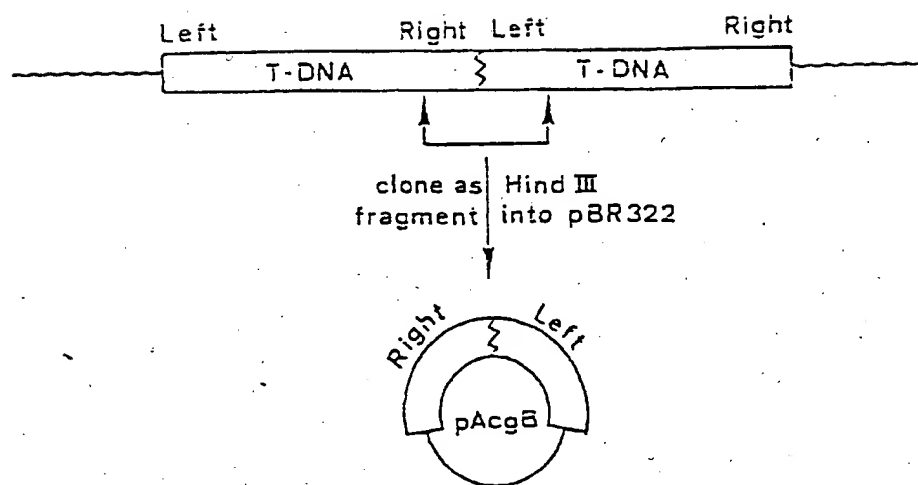 Left Right Left Right
T-DNA T-DNA
clone as Hind III
fragment into pBR322
Right Left
pAcgB